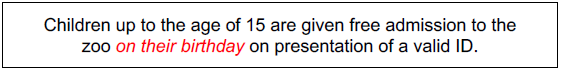 Children up to the age of 15 are given free admission to the
zoo on their birthday on presentation of a valid ID.